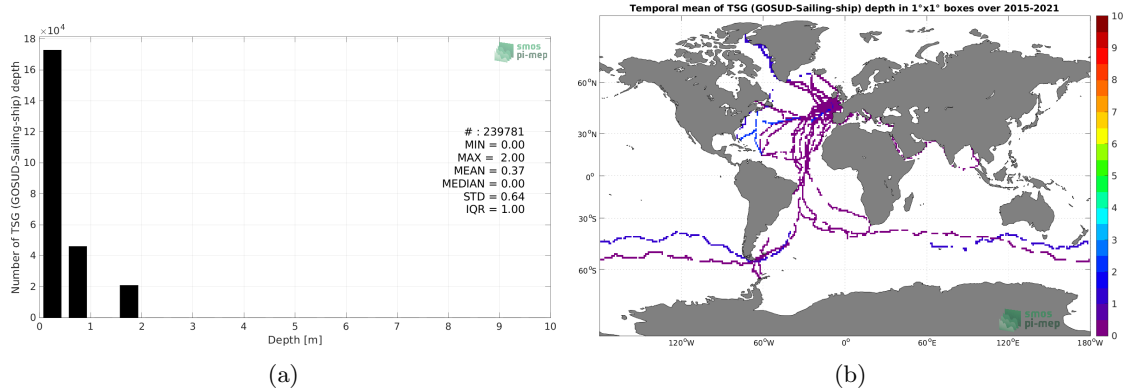 ×10⁴
18
16
14
12
10
8
6
4
2
0
Number of TSG (GOSUD-Sailing-ship) depth
smos
pi-mep
# : 239781
MIN = 0.00
MAX = 2.00
MEAN = 0.37
MEDIAN = 0.00
STD = 0.64
IQR = 1.00
0 1 2 3 4 5 6 7 8 9 10
Depth [m]
(a)
Temporal mean of TSG (GOSUD-Sailing-ship) depth in 1°x1° boxes over 2015-2021
60°N
30°N
0°
30°S
60°S
120°W 60°W 0° 60°E 120°E 180°W
smos
pi-mep
10
9
8
7
6
5
4
3
2
1
0
(b)